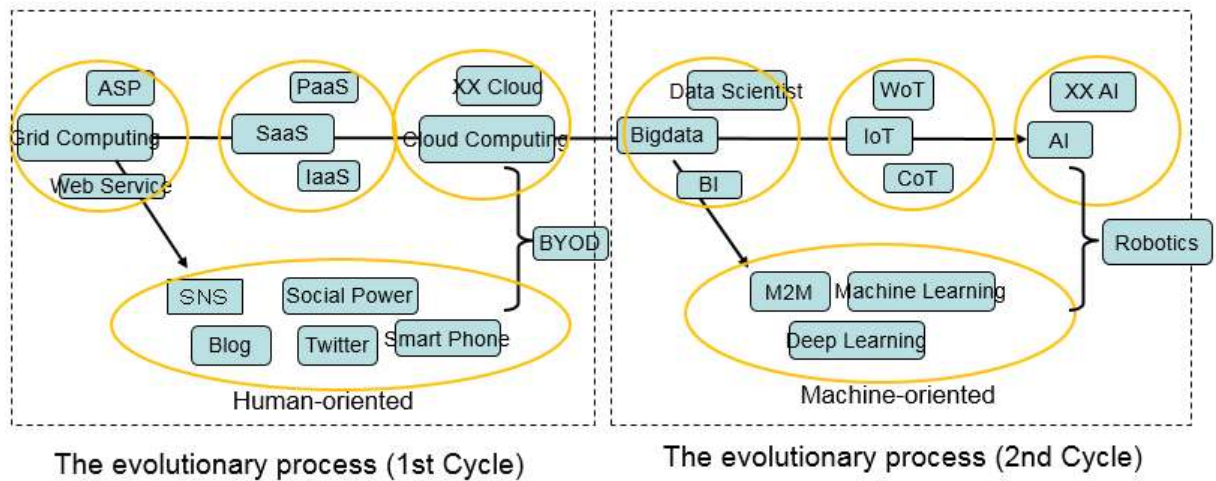 ASP
Grid Computing
Web Service
PaaS
SaaS
IaaS
XX Cloud
Cloud Computing
BYOD
SNS
Social Power
Blog
Twitter
Smart Phone
Human-oriented
The evolutionary process (1st Cycle)
Data Scientist
Bigdata
BI
WoT
IoT
CoT
XX AI
AI
Robotics
M2M
Machine Learning
Deep Learning
Machine-oriented
The evolutionary process (2nd Cycle)